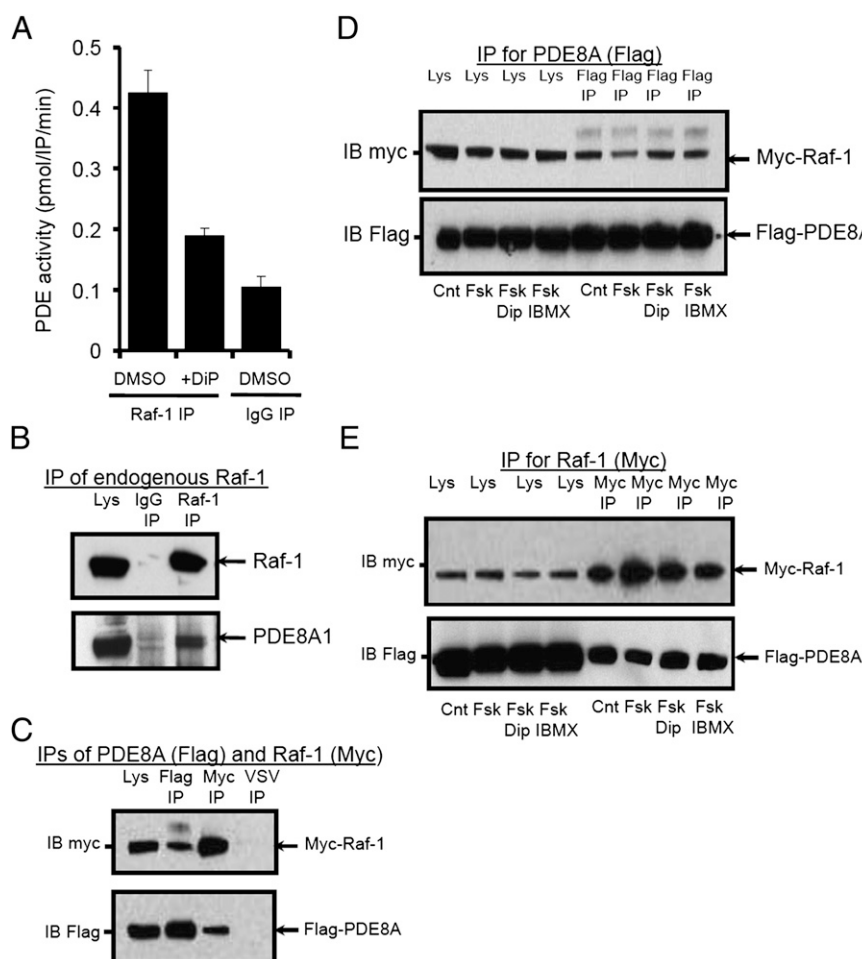 A
PDE activity (pmol/IP/min)
0.5
0.4
0.3
0.2
0.1
0
DMSO +DiP DMSO
Raf-1 IP IgG IP
B
IP of endogenous Raf-1
Lys IgG IP Raf-1 IP
Raf-1
PDE8A1
C
IPs of PDE8A (Flag) and Raf-1 (Myc)
Lys Flag IP Myc IP VSV IP
IB myc Myc-Raf-1
IB Flag Flag-PDE8A
D
IP for PDE8A (Flag)
Lys Lys Lys Lys Flag IP Flag IP Flag IP Flag IP
IB myc Myc-Raf-1
IB Flag Flag-PDE8A
Cnt Fsk Fsk Dip Fsk IBMX Cnt Fsk Fsk Dip Fsk IBMX
E
IP for Raf-1 (Myc)
Lys Lys Lys Lys Myc IP Myc IP Myc IP Myc IP
IB myc Myc-Raf-1
IB Flag Flag-PDE8A
Cnt Fsk Fsk Dip Fsk IBMX Cnt Fsk Fsk Dip Fsk IBMX